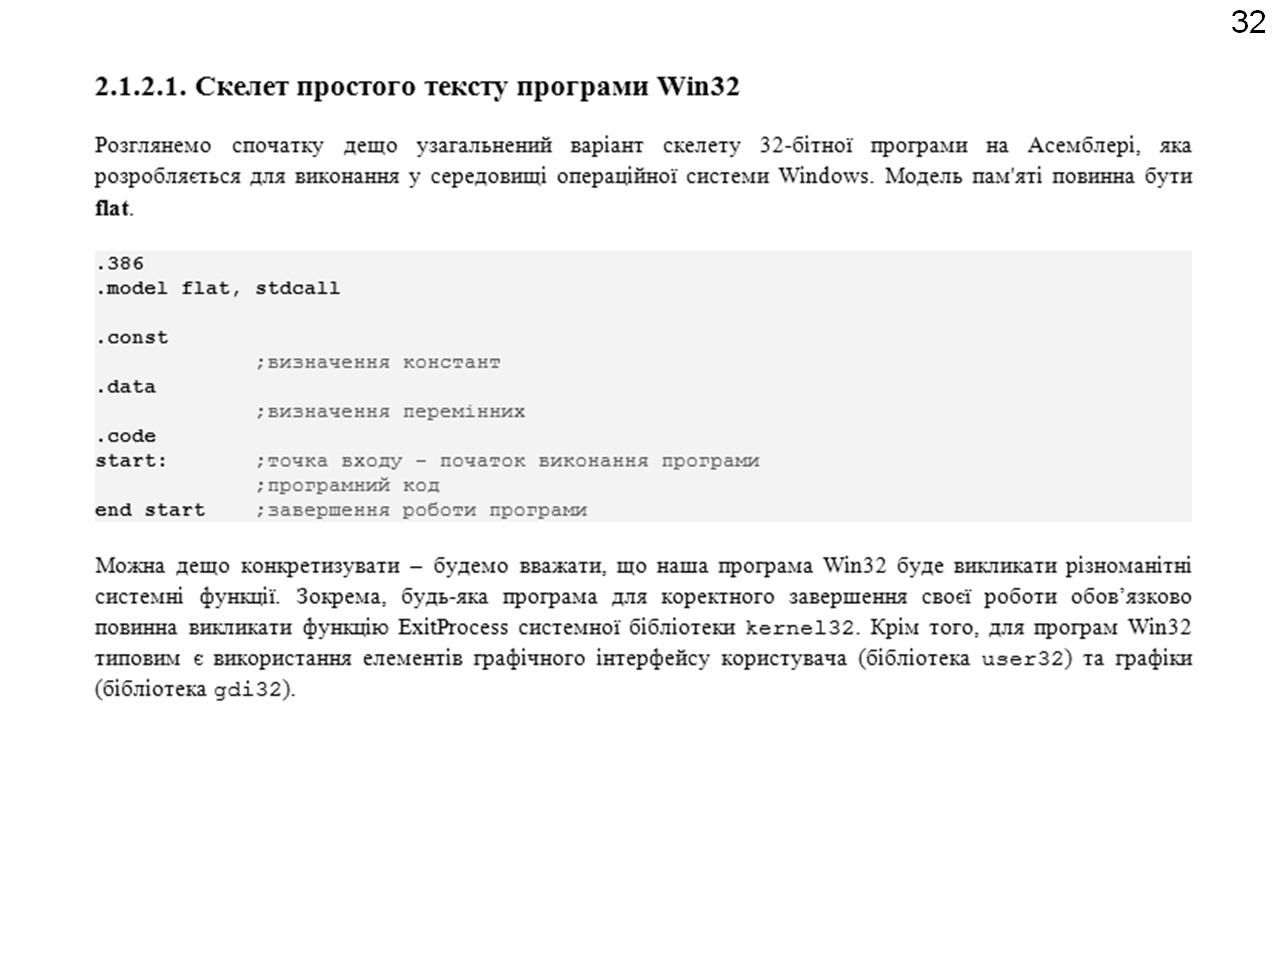 32
2.1.2.1. Скелет простого тексту програми Win32
Розглянемо спочатку дещо узагальнений варіант скелету 32-бітної програми на Асемблері, яка
розробляється для виконання у середовищі операційної системи Windows. Модель пам'яті повинна бути
flat.
.386
.model flat, stdcall
.const
;визначення констант
.data
;визначення перемінних
.code
start: ;точка входу – початок виконання програми
;програмний код
end start ;завершення роботи програми
Можна дещо конкретизувати – будемо вважати, що наша програма Win32 буде викликати різноманітні
системні функції. Зокрема, будь-яка програма для коректного завершення своєї роботи обов’язково
повинна викликати функцію ExitProcess системної бібліотеки kernel32. Крім того, для програм Win32
типовим є використання елементів графічного інтерфейсу користувача (бібліотека user32) та графіки
(бібліотека gdi32).